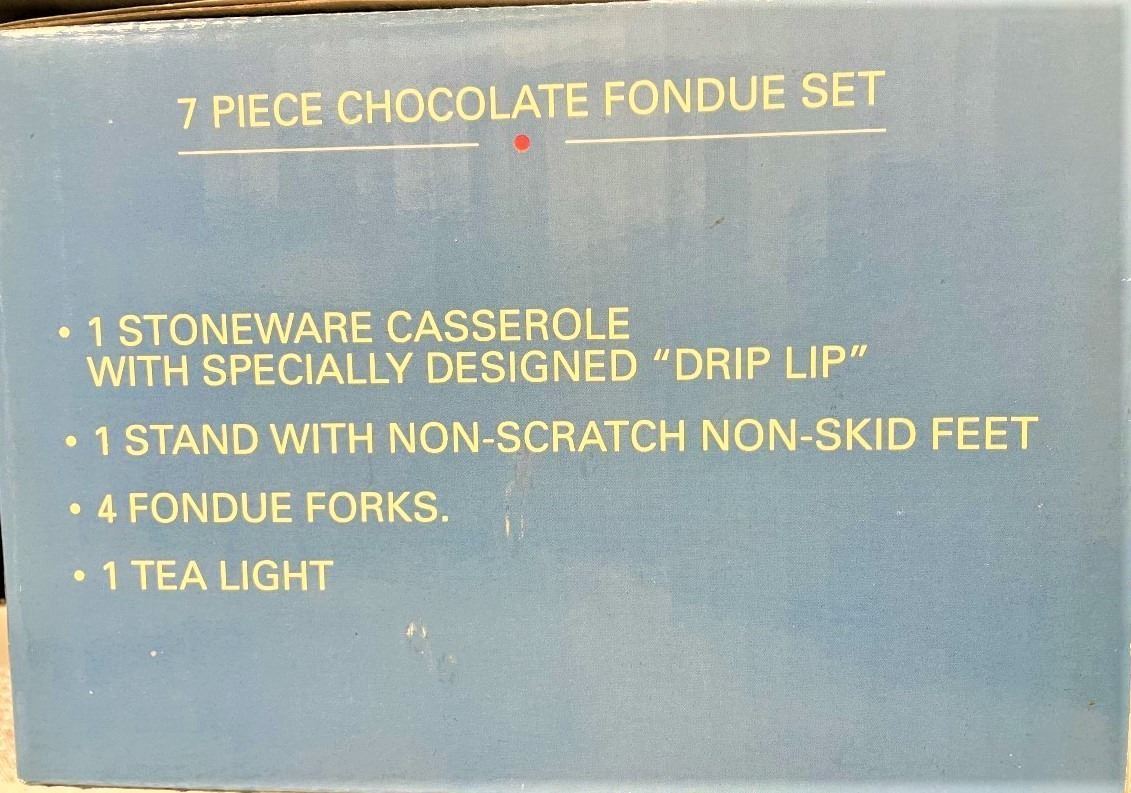 7 PIECE CHOCOLATE FONDUE SET
• 1 STONEWARE CASSEROLE
WITH SPECIALLY DESIGNED “DRIP LIP”
• 1 STAND WITH NON-SCRATCH NON-SKID FEET
• 4 FONDUE FORKS.
• 1 TEA LIGHT